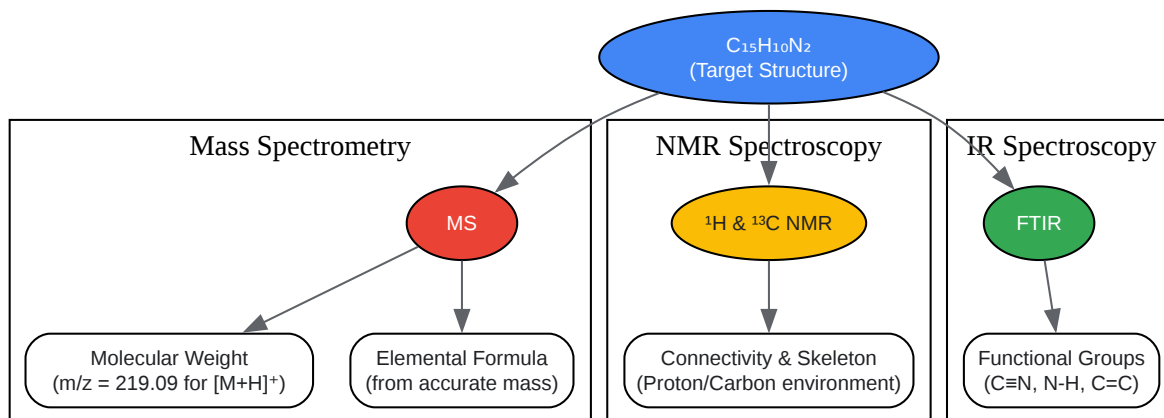 C₁₅H₁₀N₂
(Target Structure)
Mass Spectrometry
NMR Spectroscopy
IR Spectroscopy
MS
¹H & ¹³C NMR
FTIR
Molecular Weight
(m/z = 219.09 for [M+H]⁺)
Elemental Formula
(from accurate mass)
Connectivity & Skeleton
(Proton/Carbon environment)
Functional Groups
(C≡N, N-H, C=C)